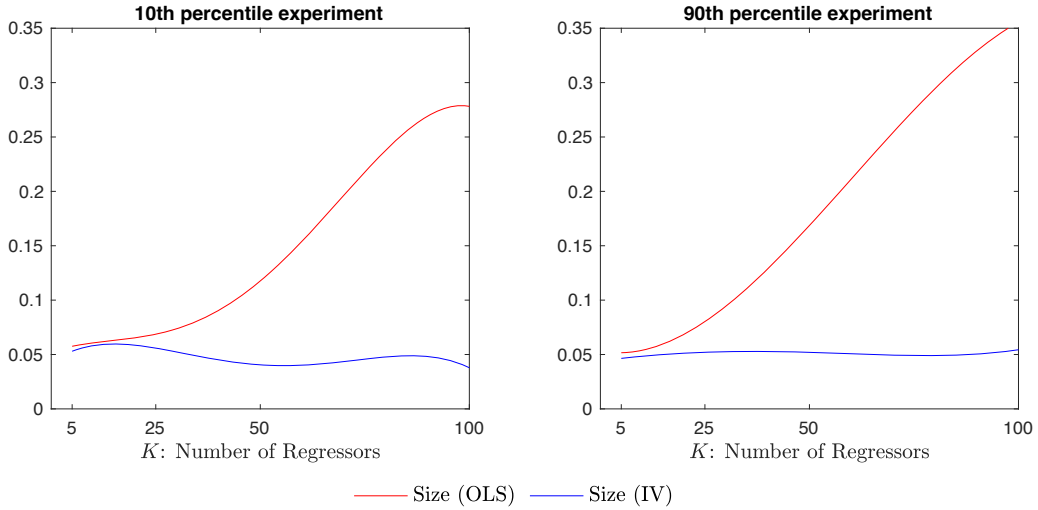 10th percentile experiment
0.35
0.3
0.25
0.2
0.15
0.1
0.05
0
5 25 50 100
K: Number of Regressors
90th percentile experiment
0.35
0.3
0.25
0.2
0.15
0.1
0.05
0
5 25 50 100
K: Number of Regressors
Size (OLS) Size (IV)